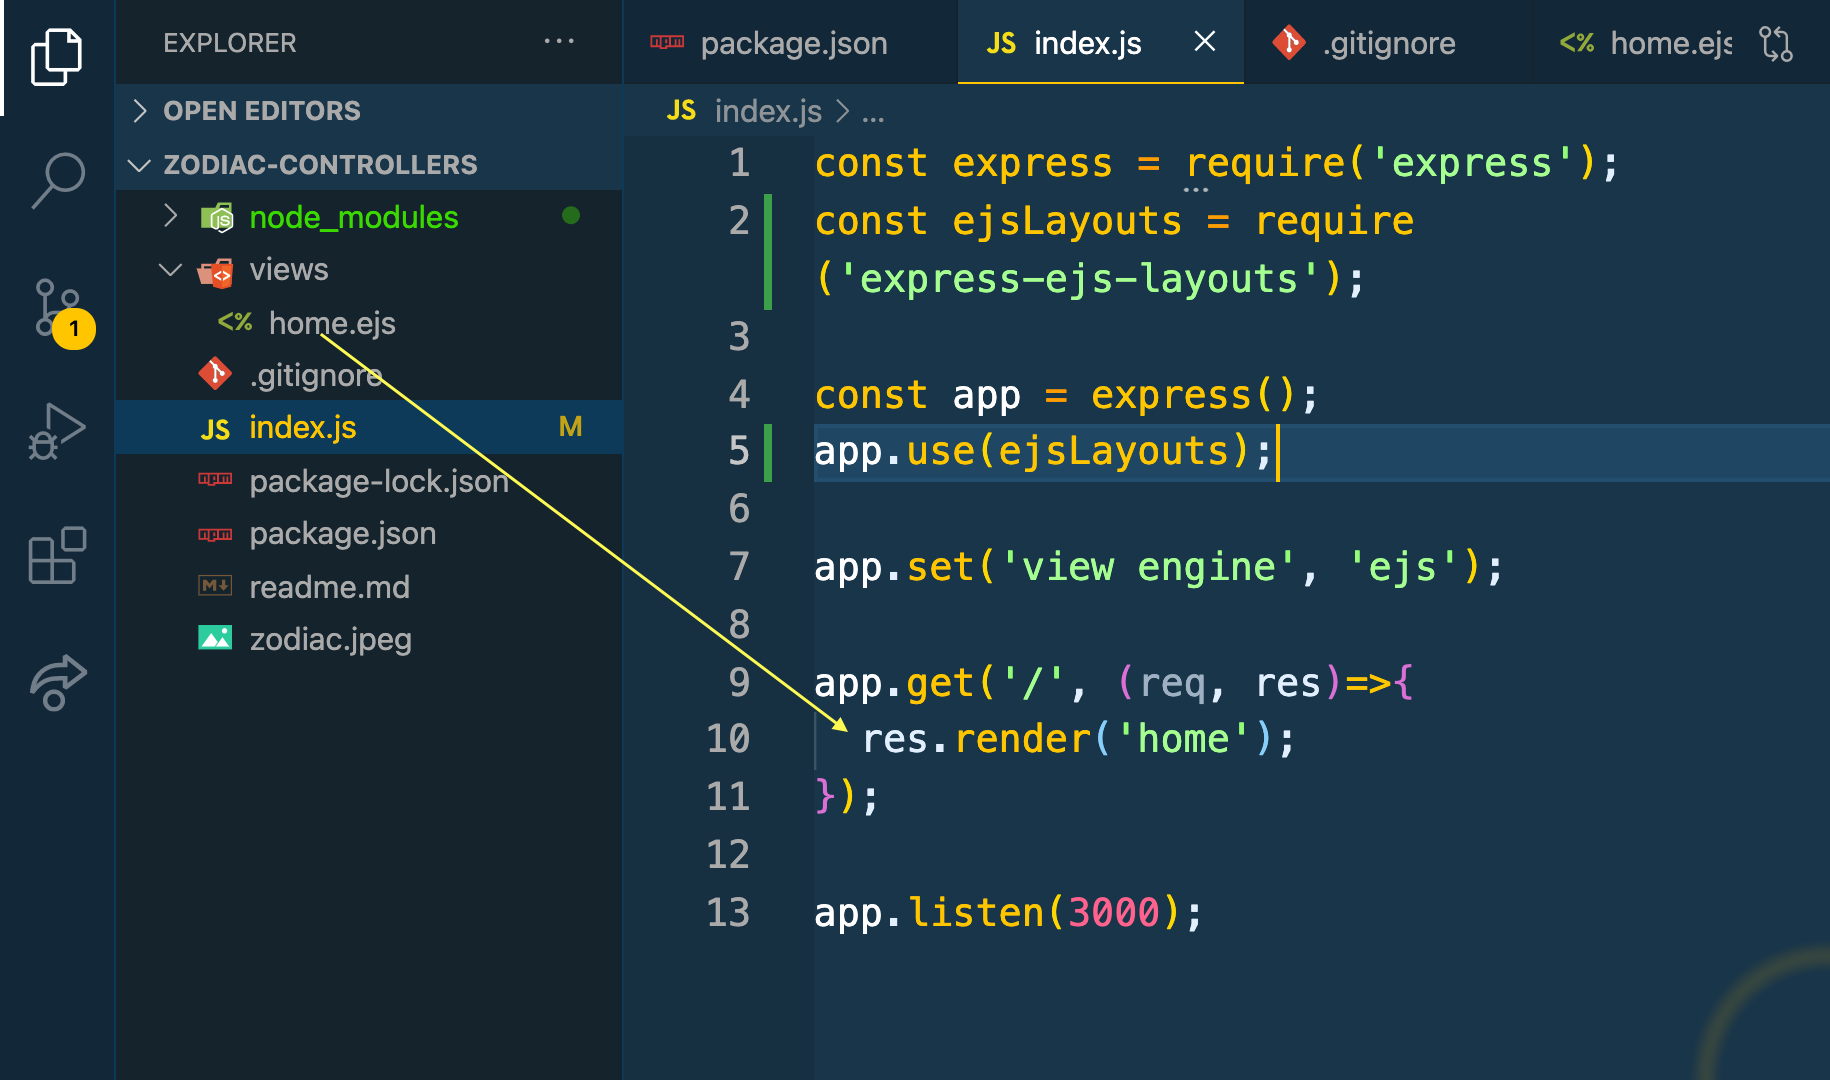 EXPLORER ...
OPEN EDITORS
ZODIAC-CONTROLLERS
node_modules
views
<% home.ejs
.gitignore
JS index.js M
package-lock.json
package.json
M readme.md
zodiac.jpeg
1
package.json
JS index.js
.gitignore
<% home.ejs
JS index.js > ...
1 const express = require('express');
2 const ejsLayouts = require
('express-ejs-layouts');
3
4 const app = express();
5 app.use(ejsLayouts);
6
7 app.set('view engine', 'ejs');
8
9 app.get('/', (req, res)=>{
10 res.render('home');
11 });
12
13 app.listen(3000);